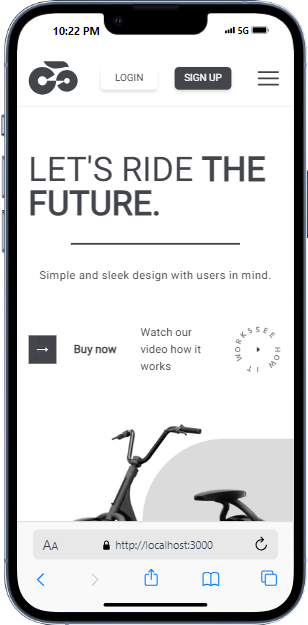 10:22 PM 5G
LOGIN SIGN UP
LET'S RIDE THE
FUTURE.
Simple and sleek design with users in mind.
→ Buy now
Watch our
video how it
works
SEE HOW IT WORKS
AA http://localhost:3000